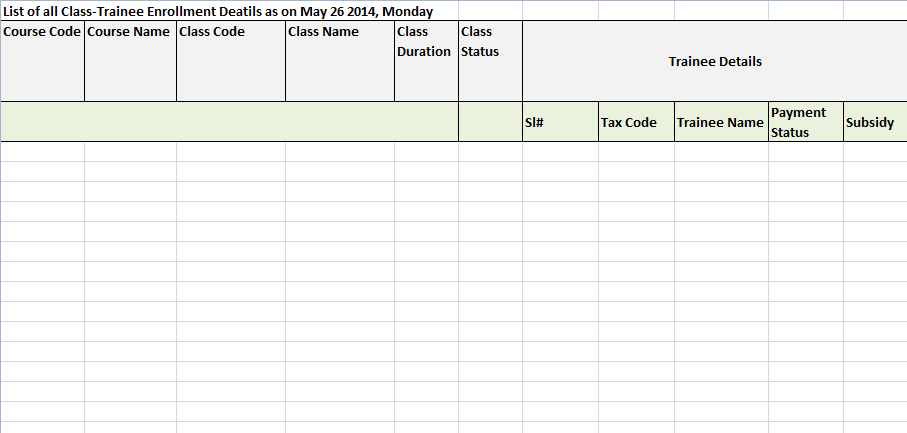 List of all Class-Trainee Enrollment Deatils as on May 26 2014, Monday
Course Code Course Name Class Code Class Name Class Class
Duration Status
Trainee Details
Sl# Tax Code Trainee Name Payment Subsidy
Status